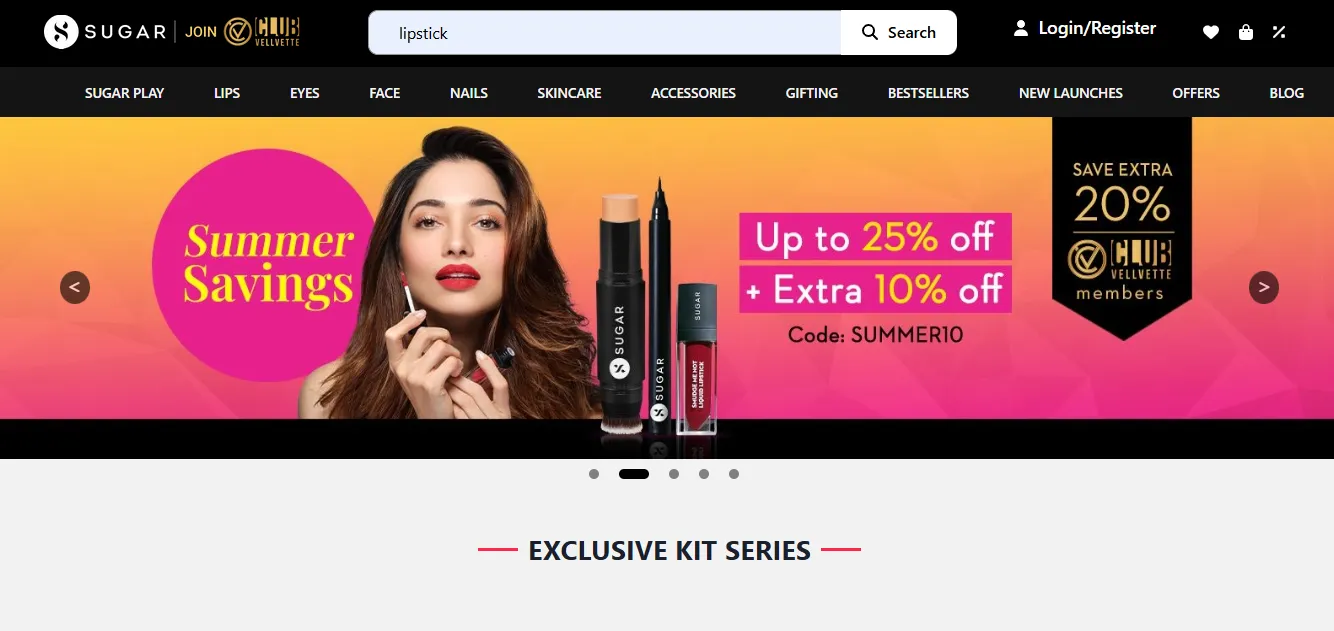 SUGAR JOIN CLUB VELLVETTE
lipstick
Search
Login/Register
SUGAR PLAY LIPS EYES FACE NAILS SKINCARE ACCESSORIES GIFTING BESTSELLERS NEW LAUNCHES OFFERS BLOG
Summer
Savings
<
SUGAR
SUGAR
SUGAR
SMUDGE ME NOT
LIQUID LIPSTICK
Up to 25% off
+ Extra 10% off
Code: SUMMER10
SAVE EXTRA
20%
CLUB
VELLVETTE
members
>
EXCLUSIVE KIT SERIES